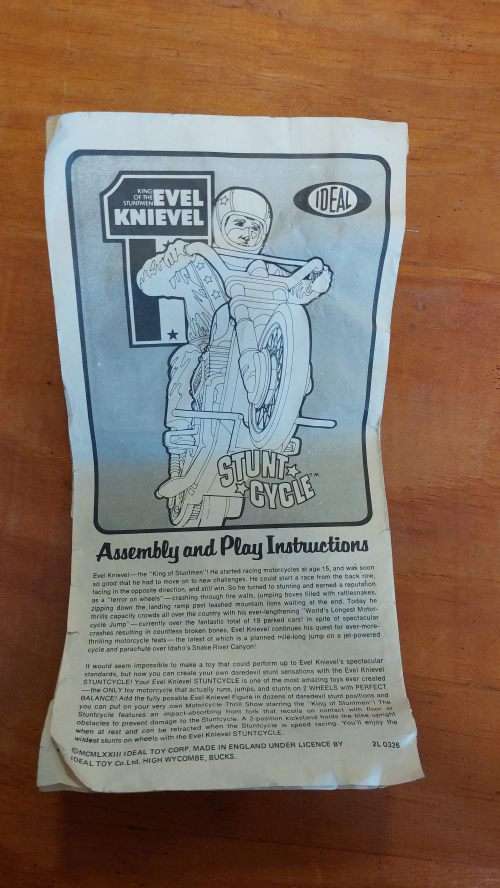 KING
OF THE
STUNTMEN
EVEL
KNIEVEL
IDEAL
STUNT
CYCLE™
Assembly and Play Instructions
Evel Knievel—the "King of Stuntmen"! He started racing motorcycles at age 15, and was soon
so good that he had to move on to new challenges. He could start a race from the back row,
facing in the opposite direction, and still win. So he turned to stunting and earned a reputation
as a "terror on wheels"—crashing through fire walls, jumping boxes filled with rattlesnakes,
zipping down the landing ramp past leashed mountain lions waiting at the end. Today he
thrills capacity crowds all over the country with his ever-lengthening "World's Longest Motor-
cycle Jump"—currently over the fantastic total of 19 parked cars! In spite of spectacular
crashes resulting in countless broken bones, Evel Knievel continues his quest for ever-more-
thrilling motorcycle feats—the latest of which is a planned mile-long jump on a jet-powered
cycle and parachute over Idaho's Snake River Canyon!
It would seem impossible to make a toy that could perform up to Evel Knievel's spectacular
standards, but now you can create your own daredevil stunt sensations with the Evel Knievel
STUNTCYCLE! Your Evel Knievel STUNTCYCLE is one of the most amazing toys ever created
—the ONLY toy motorcycle that actually runs, jumps, and stunts on 2 WHEELS with PERFECT
BALANCE! Add the fully posable Evel Knievel Figure in dozens of daredevil stunt positions and
you can put on your very own Motorcycle Thrill Show starring the "King of Stuntmen"! The
Stuntcycle features an impact-absorbing front fork that recoils on contact with floor or
obstacles to prevent damage to the Stuntcycle. A 2-position kickstand holds the bike upright
when at rest and can be retracted when the Stuntcycle is speed racing. You'll enjoy the
wildest stunts on wheels with the Evel Knievel STUNTCYCLE.
©MCMLXXIII IDEAL TOY CORP. MADE IN ENGLAND UNDER LICENCE BY 2L 0326
IDEAL TOY Co.Ltd. HIGH WYCOMBE, BUCKS.